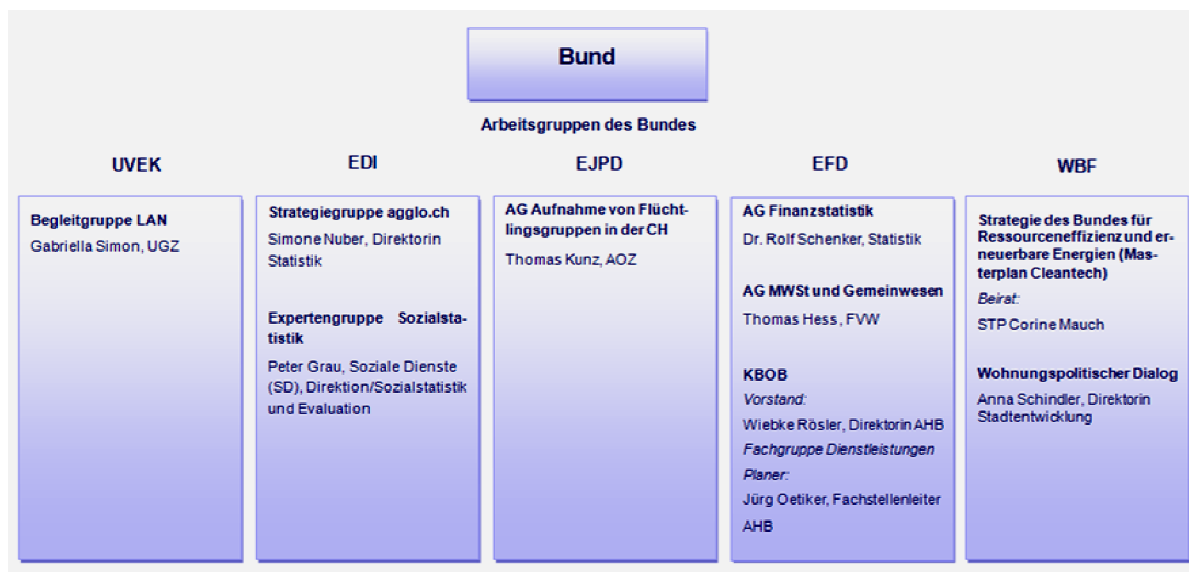 Bund
Arbeitsgruppen des Bundes
UVEK
Begleitgruppe LAN
Gabriella Simon, UGZ
EDI
Strategiegruppe agglo.ch
Simone Nuber, Direktorin
Statistik
Expertengruppe Sozialsta-
tistik
Peter Grau, Soziale Dienste
(SD), Direktion/Sozialstatistik
und Evaluation
EJPD
AG Aufnahme von Flücht-
lingsgruppen in der CH
Thomas Kunz, AOZ
EFD
AG Finanzstatistik
Dr. Rolf Schenker, Statistik
AG MWSt und Gemeinwesen
Thomas Hess, FVW
KBOB
Vorstand:
Wiebke Rösler, Direktorin AHB
Fachgruppe Dienstleistungen
Planer:
Jürg Oetiker, Fachstellenleiter
AHB
WBF
Strategie des Bundes für
Ressourceneffizienz und er-
neuerbare Energien (Mas-
terplan Cleantech)
Beirat:
STP Corine Mauch
Wohnungspolitischer Dialog
Anna Schindler, Direktorin
Stadtentwicklung